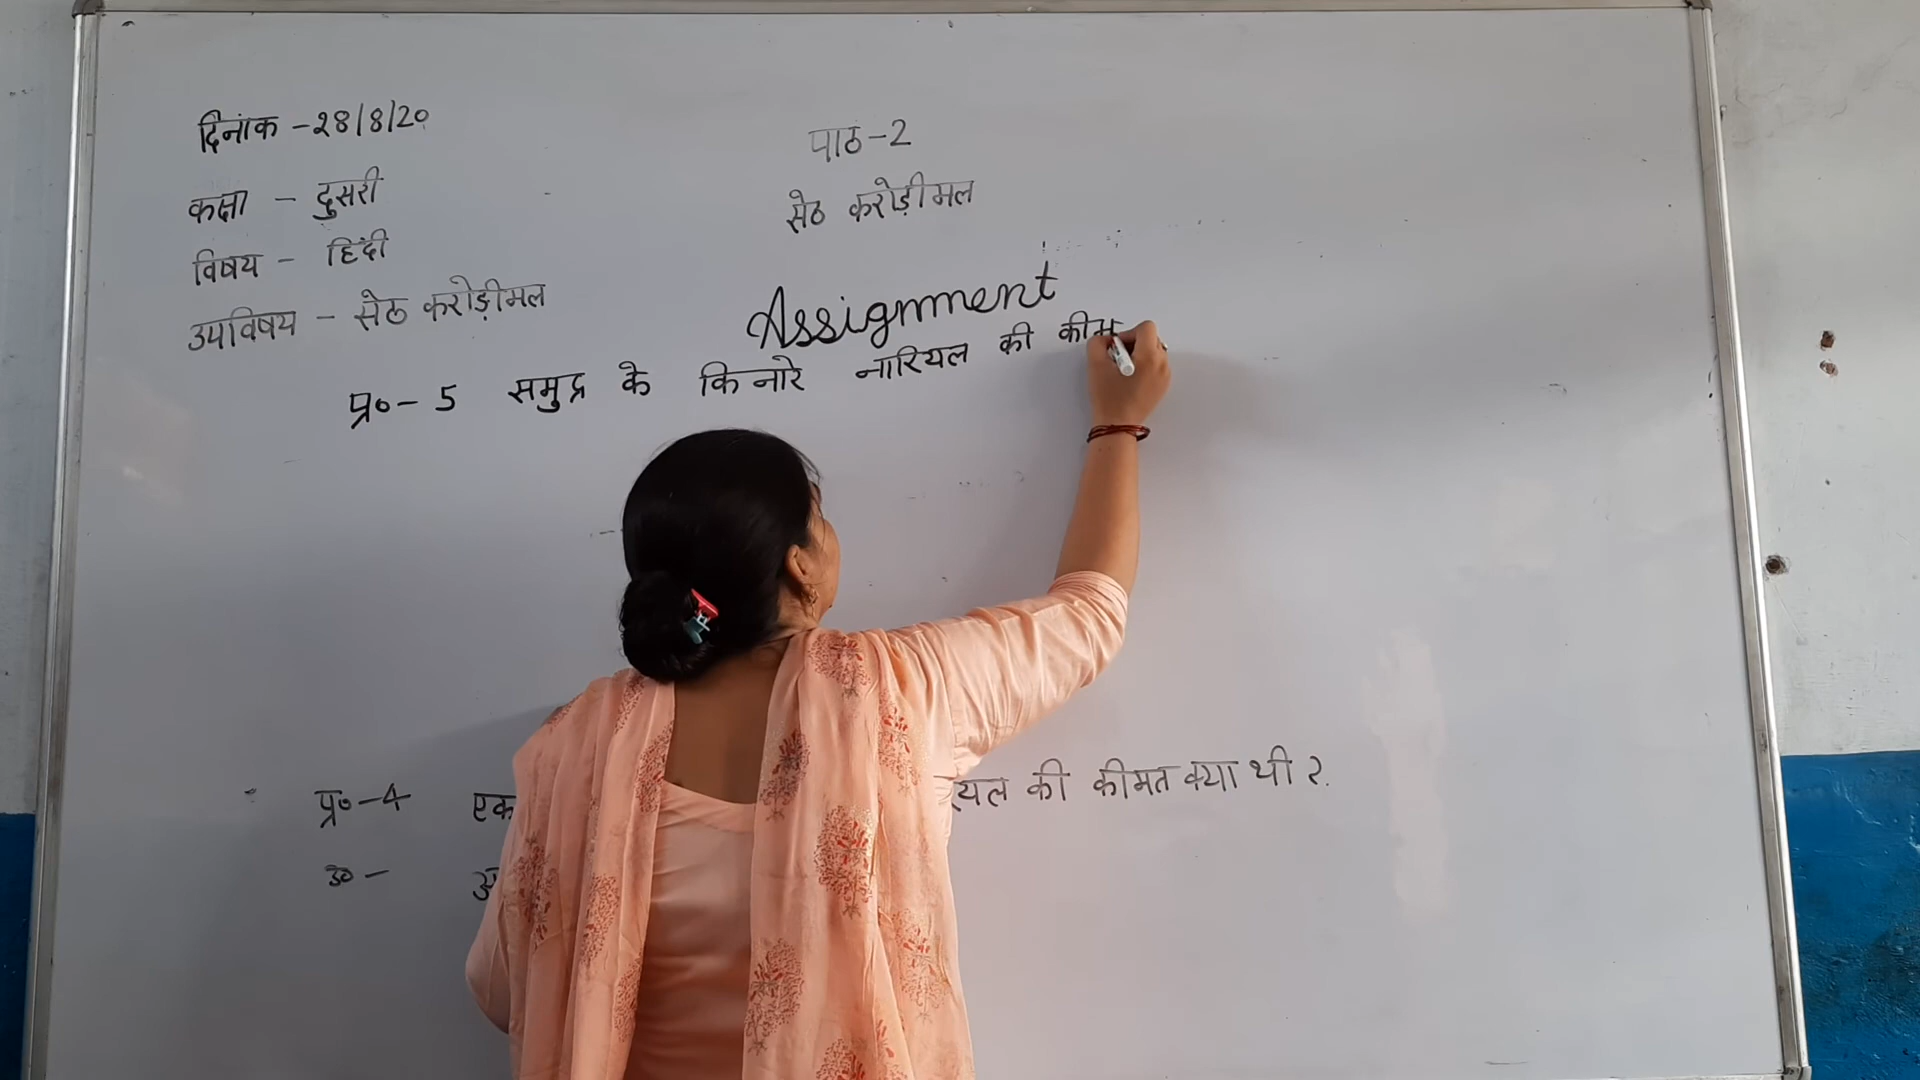 दिनांक - 28/8/20
कक्षा - दुसरी
विषय - हिंदी
उपविषय - सेठ करोड़ीमल
पाठ - 2
सेठ करोड़ीमल
Assignment
प्र० - 5 समुद्र के किनारे नारियल की कीम
प्र० - 4 एक यल की कीमत क्या थी ?
उ० -